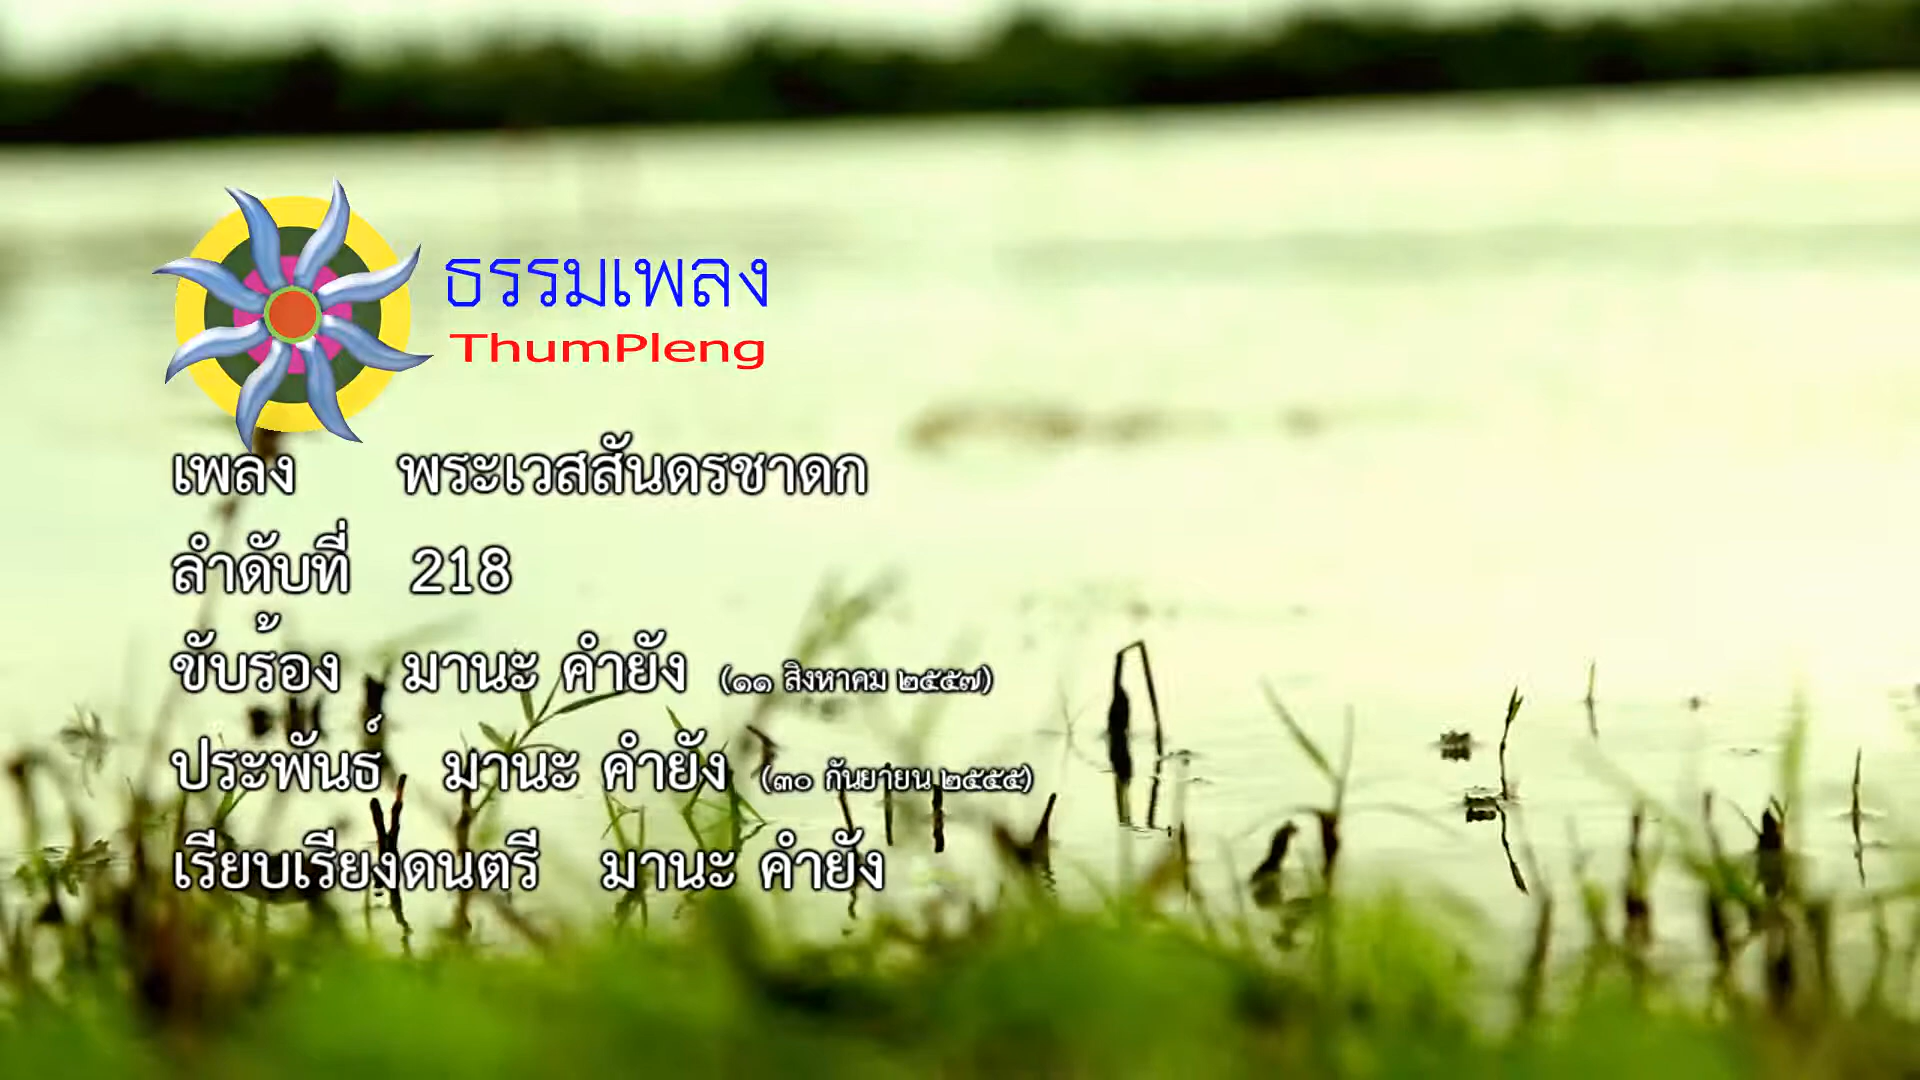 ธรรมเพลง
ThumPleng
เพลง พระเวสสันดรชาดก
ลำดับที่ 218
ขับร้อง มานะ คำยัง (๑๑ สิงหาคม ๒๕๕๗)
ประพันธ์ มานะ คำยัง (๓๐ กันยายน ๒๕๕๕)
เรียบเรียงดนตรี มานะ คำยัง